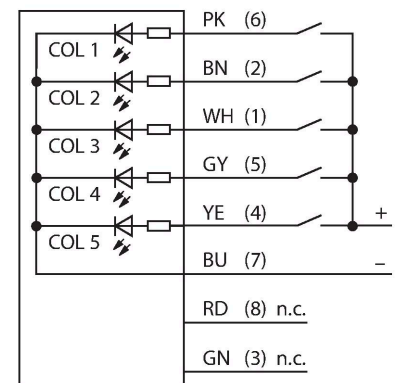 PK (6)
COL 1
BN (2)
COL 2
WH (1)
COL 3
GY (5)
COL 4
YE (4)
+
COL 5
BU (7)
–
RD (8) n.c.
GN (3) n.c.